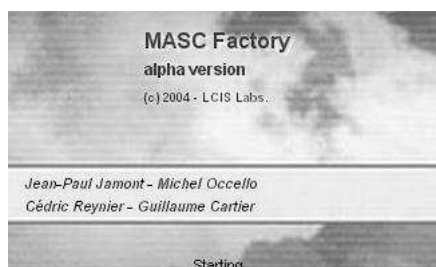 MASC Factory
alpha version
(c) 2004 - LCIS Labs.
Jean-Paul Jamont - Michel Occello
Cédric Reynier - Guillaume Cartier
Starting